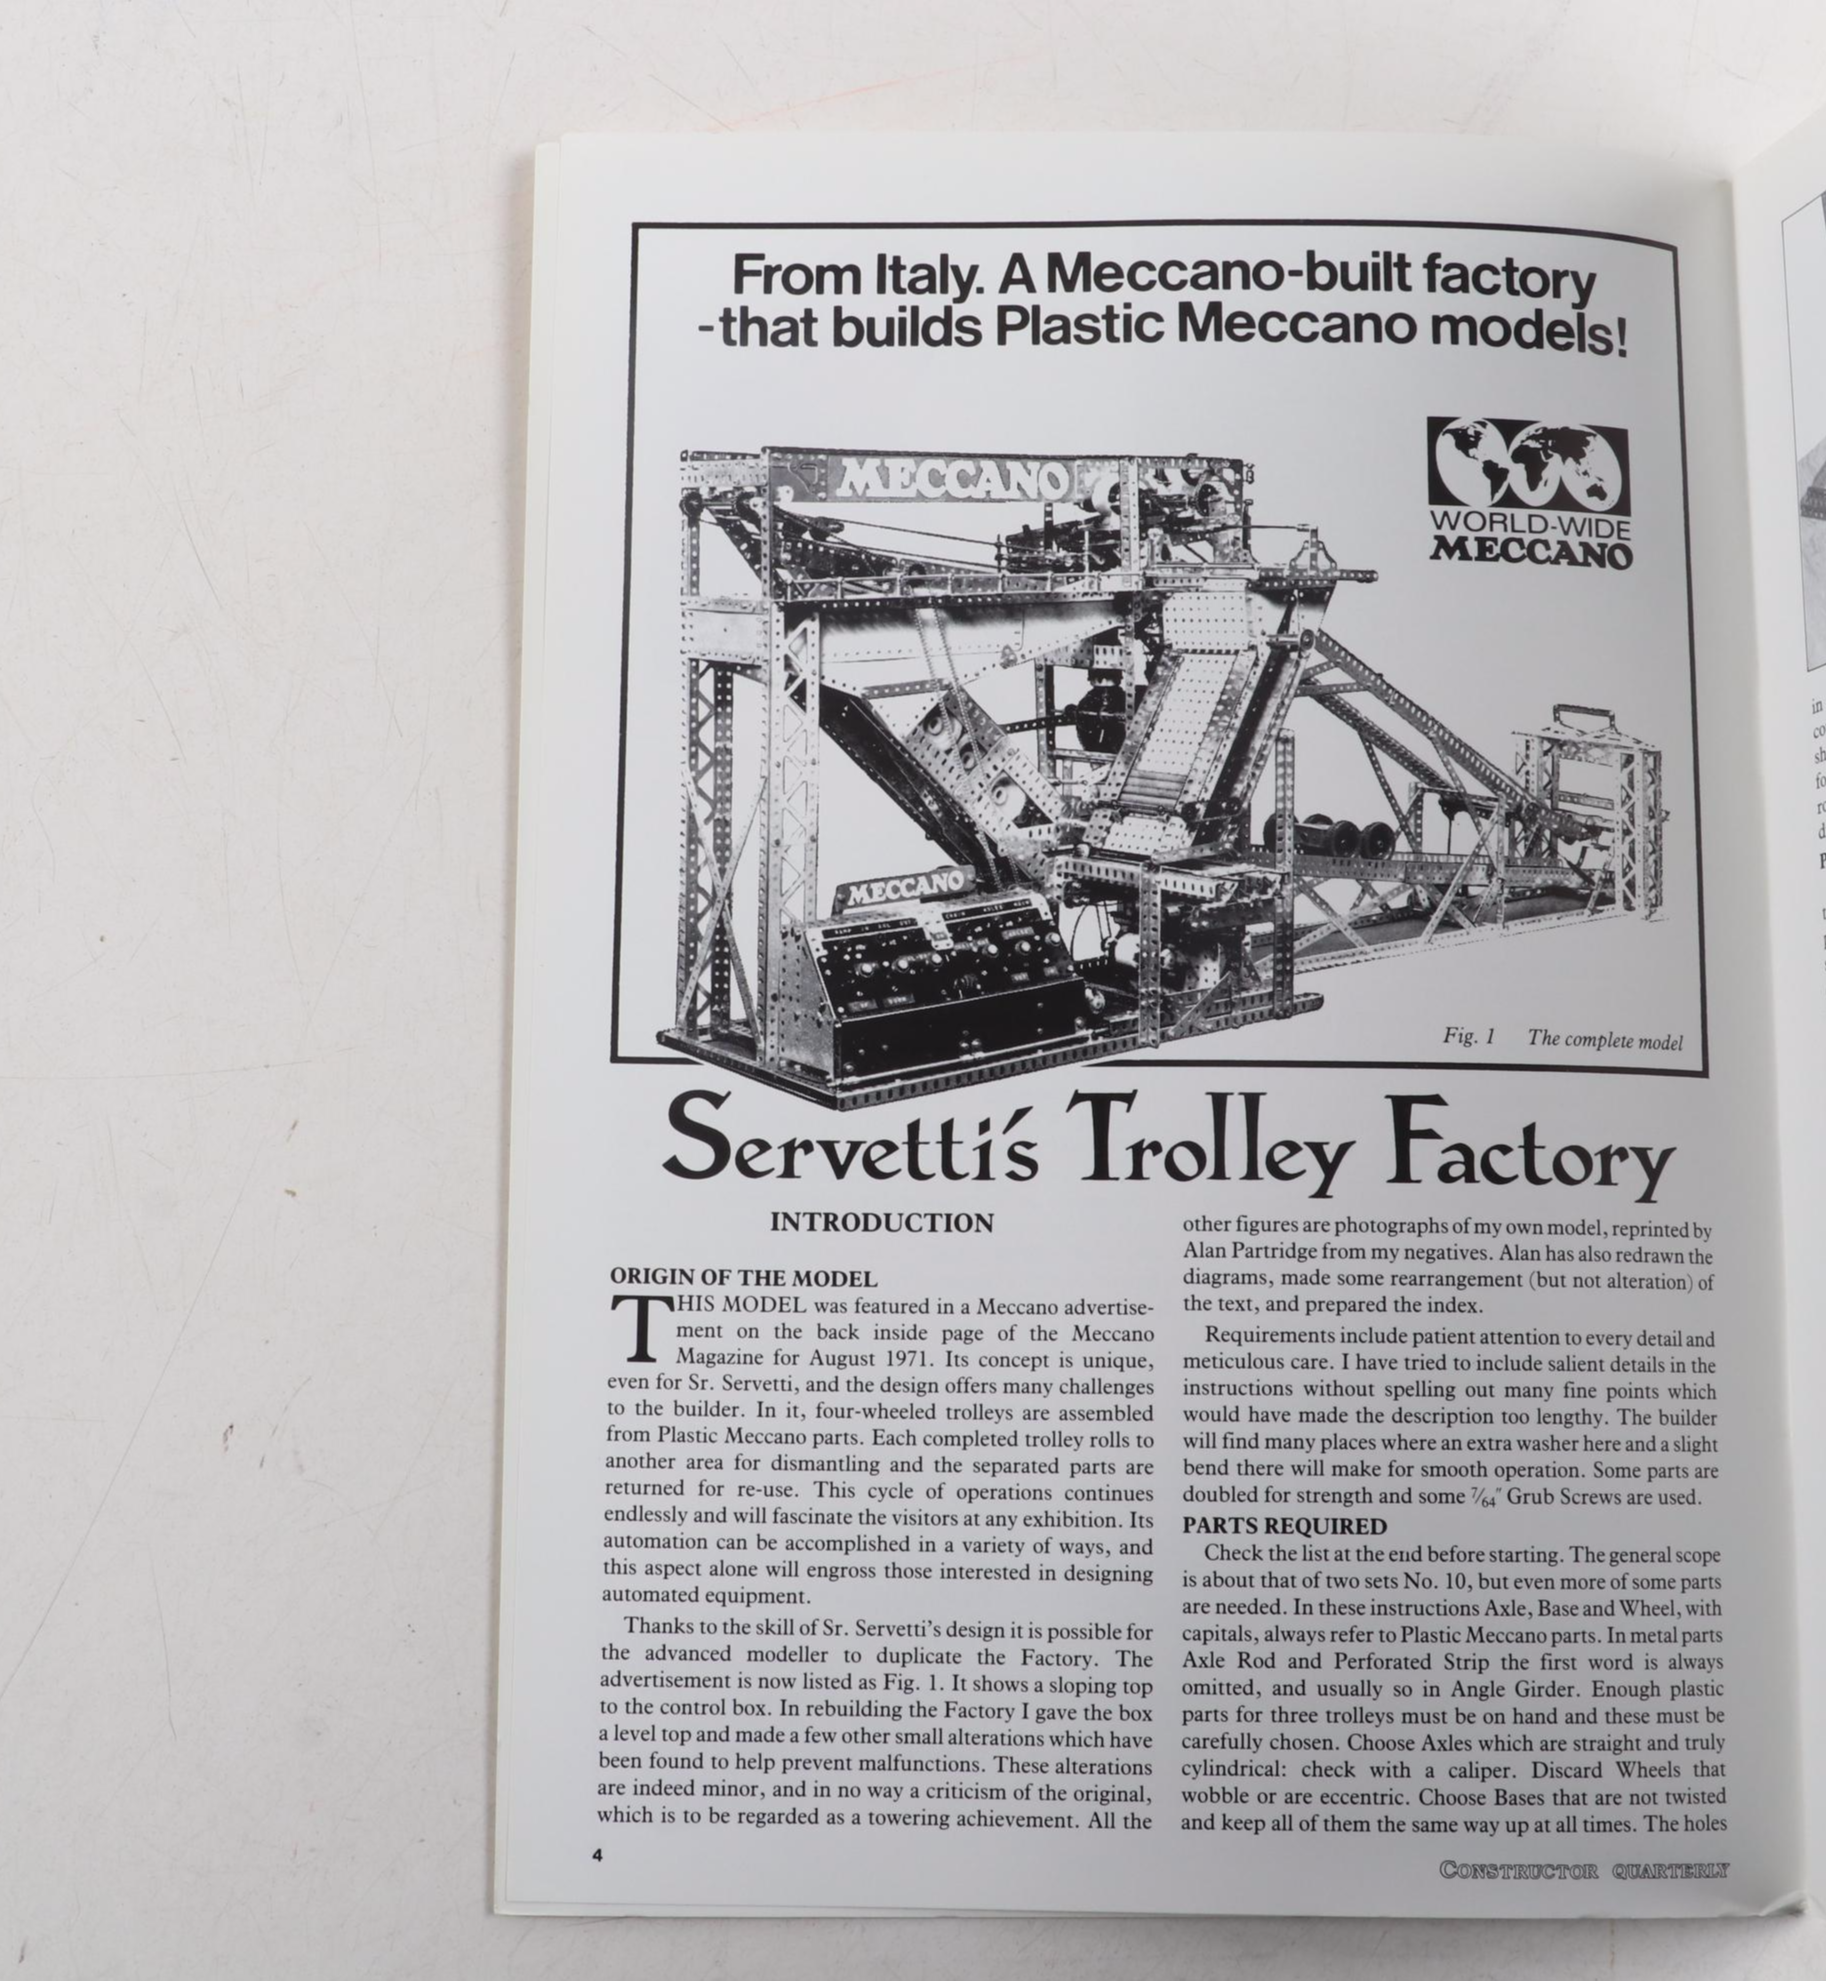 From Italy. A Meccano-built factory
-that builds Plastic Meccano models!
MECCANO
WORLD-WIDE
MECCANO
MECCANO
Fig. 1 The complete model
Servetti's Trolley Factory
INTRODUCTION
ORIGIN OF THE MODEL
THIS MODEL was featured in a Meccano advertise-
ment on the back inside page of the Meccano
Magazine for August 1971. Its concept is unique,
even for Sr. Servetti, and the design offers many challenges
to the builder. In it, four-wheeled trolleys are assembled
from Plastic Meccano parts. Each completed trolley rolls to
another area for dismantling and the separated parts are
returned for re-use. This cycle of operations continues
endlessly and will fascinate the visitors at any exhibition. Its
automation can be accomplished in a variety of ways, and
this aspect alone will engross those interested in designing
automated equipment.
Thanks to the skill of Sr. Servetti's design it is possible for
the advanced modeller to duplicate the Factory. The
advertisement is now listed as Fig. 1. It shows a sloping top
to the control box. In rebuilding the Factory I gave the box
a level top and made a few other small alterations which have
been found to help prevent malfunctions. These alterations
are indeed minor, and in no way a criticism of the original,
which is to be regarded as a towering achievement. All the
other figures are photographs of my own model, reprinted by
Alan Partridge from my negatives. Alan has also redrawn the
diagrams, made some rearrangement (but not alteration) of
the text, and prepared the index.
Requirements include patient attention to every detail and
meticulous care. I have tried to include salient details in the
instructions without spelling out many fine points which
would have made the description too lengthy. The builder
will find many places where an extra washer here and a slight
bend there will make for smooth operation. Some parts are
doubled for strength and some 7/64" Grub Screws are used.
PARTS REQUIRED
Check the list at the end before starting. The general scope
is about that of two sets No. 10, but even more of some parts
are needed. In these instructions Axle, Base and Wheel, with
capitals, always refer to Plastic Meccano parts. In metal parts
Axle Rod and Perforated Strip the first word is always
omitted, and usually so in Angle Girder. Enough plastic
parts for three trolleys must be on hand and these must be
carefully chosen. Choose Axles which are straight and truly
cylindrical: check with a caliper. Discard Wheels that
wobble or are eccentric. Choose Bases that are not twisted
and keep all of them the same way up at all times. The holes
4
CONSTRUCTOR QUARTERLY